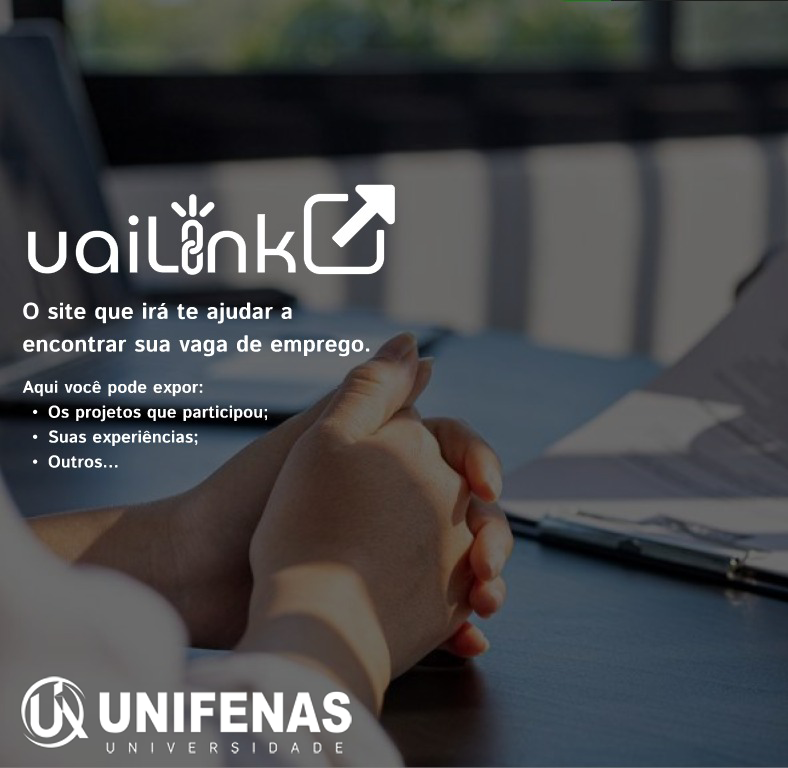 uaiLink
O site que irá te ajudar a
encontrar sua vaga de emprego.
Aqui você pode expor:
• Os projetos que participou;
• Suas experiências;
• Outros...
UNIFENAS
UNIVERSIDADE